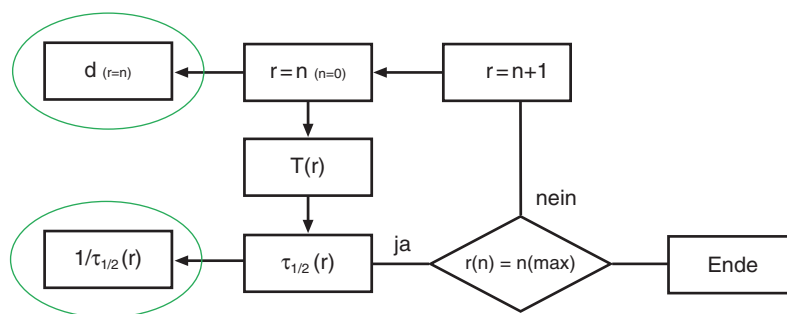 d (r=n)
r = n (n=0)
r = n+1
T(r)
nein
1/τ1/2 (r)
τ1/2 (r)
ja
r(n) = n(max)
Ende